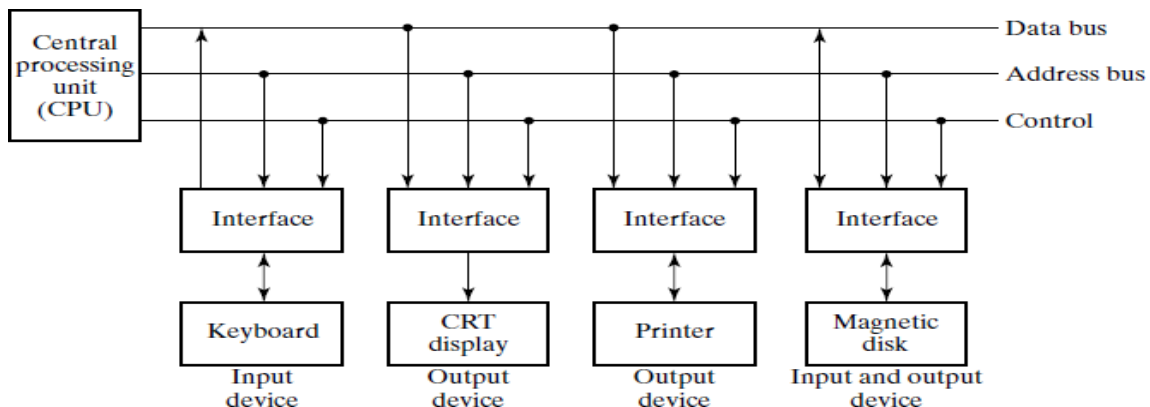 Central
processing
unit
(CPU)
Data bus
Address bus
Control
Interface
Interface
Interface
Interface
Keyboard
CRT
display
Printer
Magnetic
disk
Input
device
Output
device
Output
device
Input and output
device